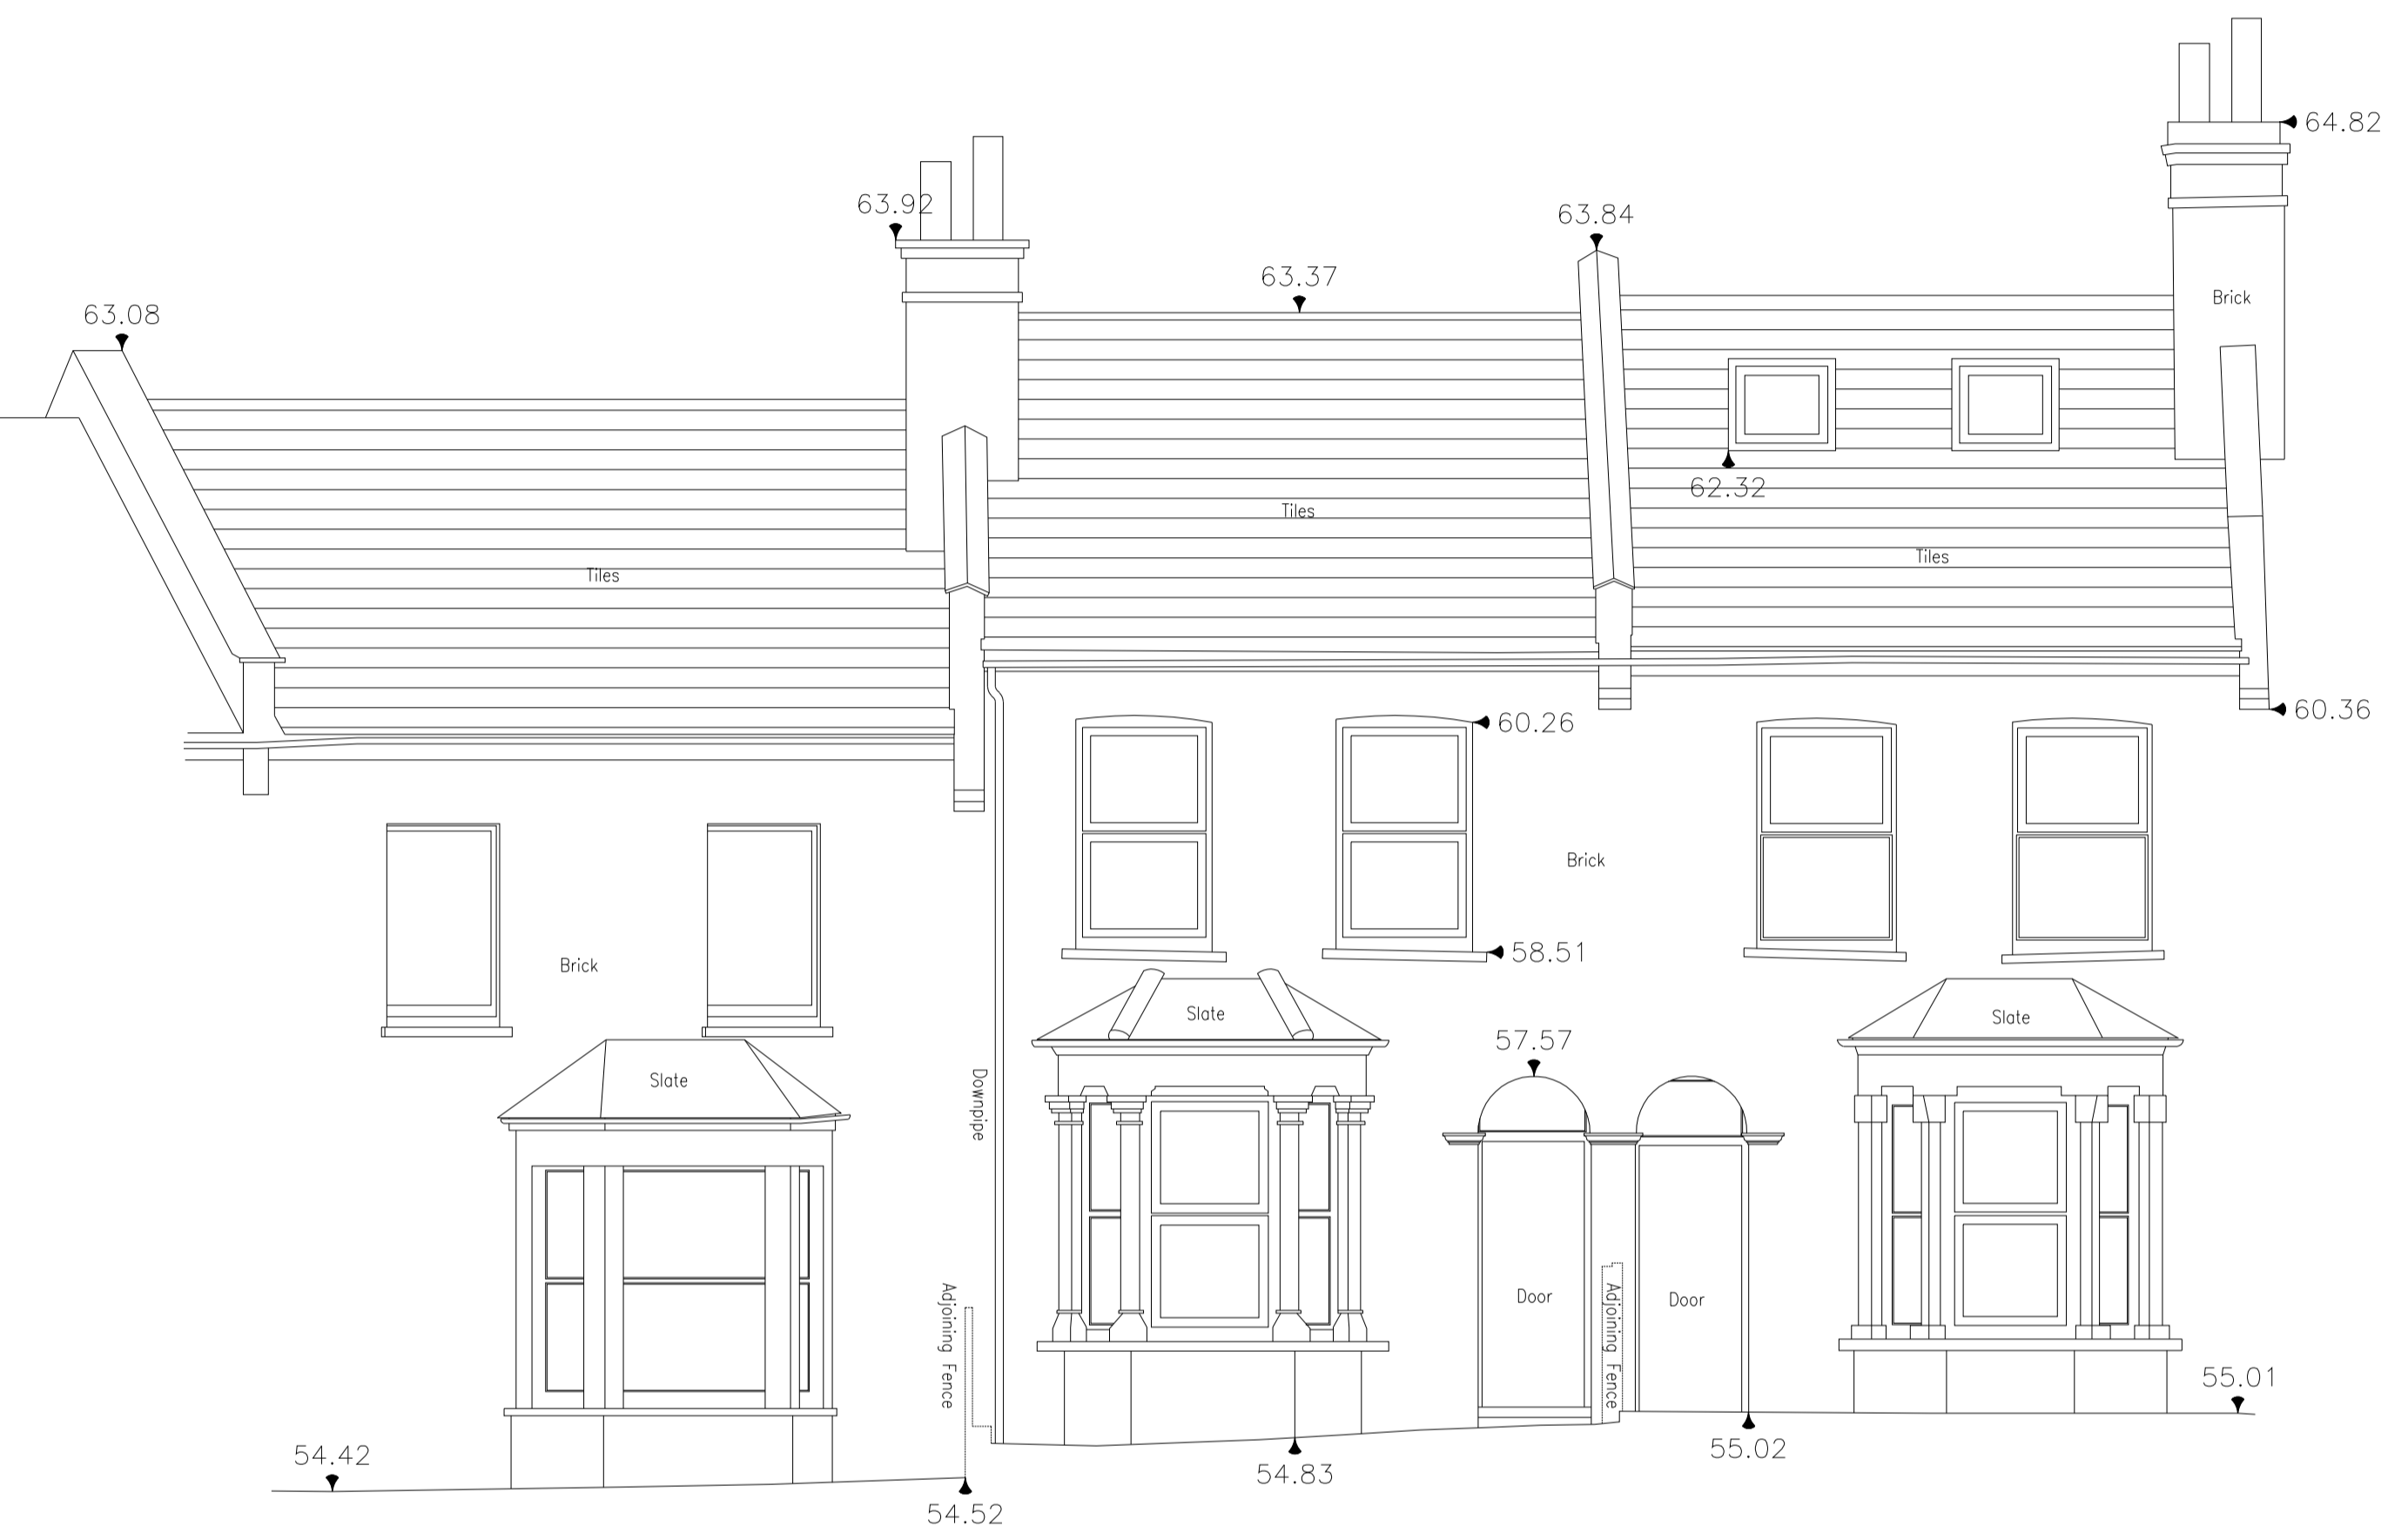 64.82
63.92
63.84
63.37
Brick
63.08
62.32
Tiles
Tiles
Tiles
60.36
60.26
Brick
58.51
Brick
Slate
Slate
57.57
Slate
Downpipe
Door
Door
Adjoining Fence
Adjoining Fence
55.01
54.42
55.02
54.83
54.52